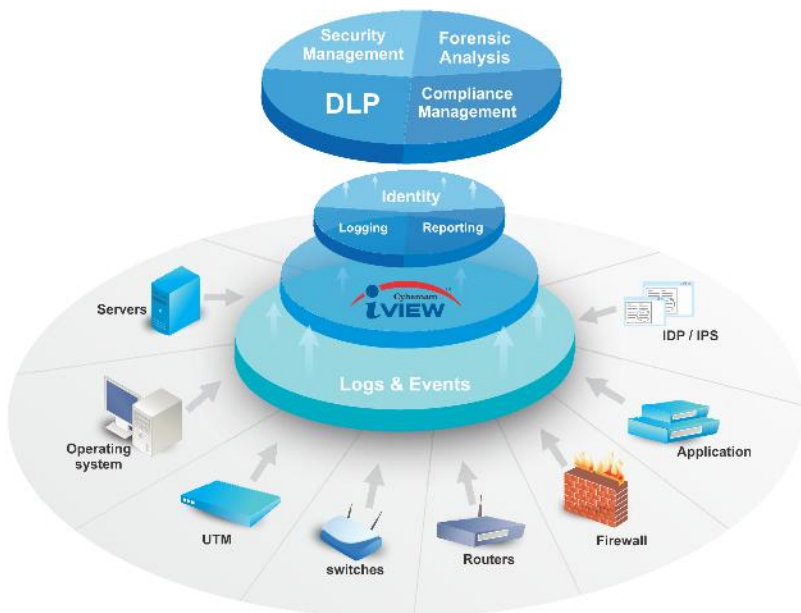 Security
Management
Forensic
Analysis
DLP
Compliance
Management
Identity
Logging
Reporting
Cyberoam
iVIEW
Logs & Events
Servers
IDP / IPS
Operating
system
Application
UTM
Firewall
switches
Routers